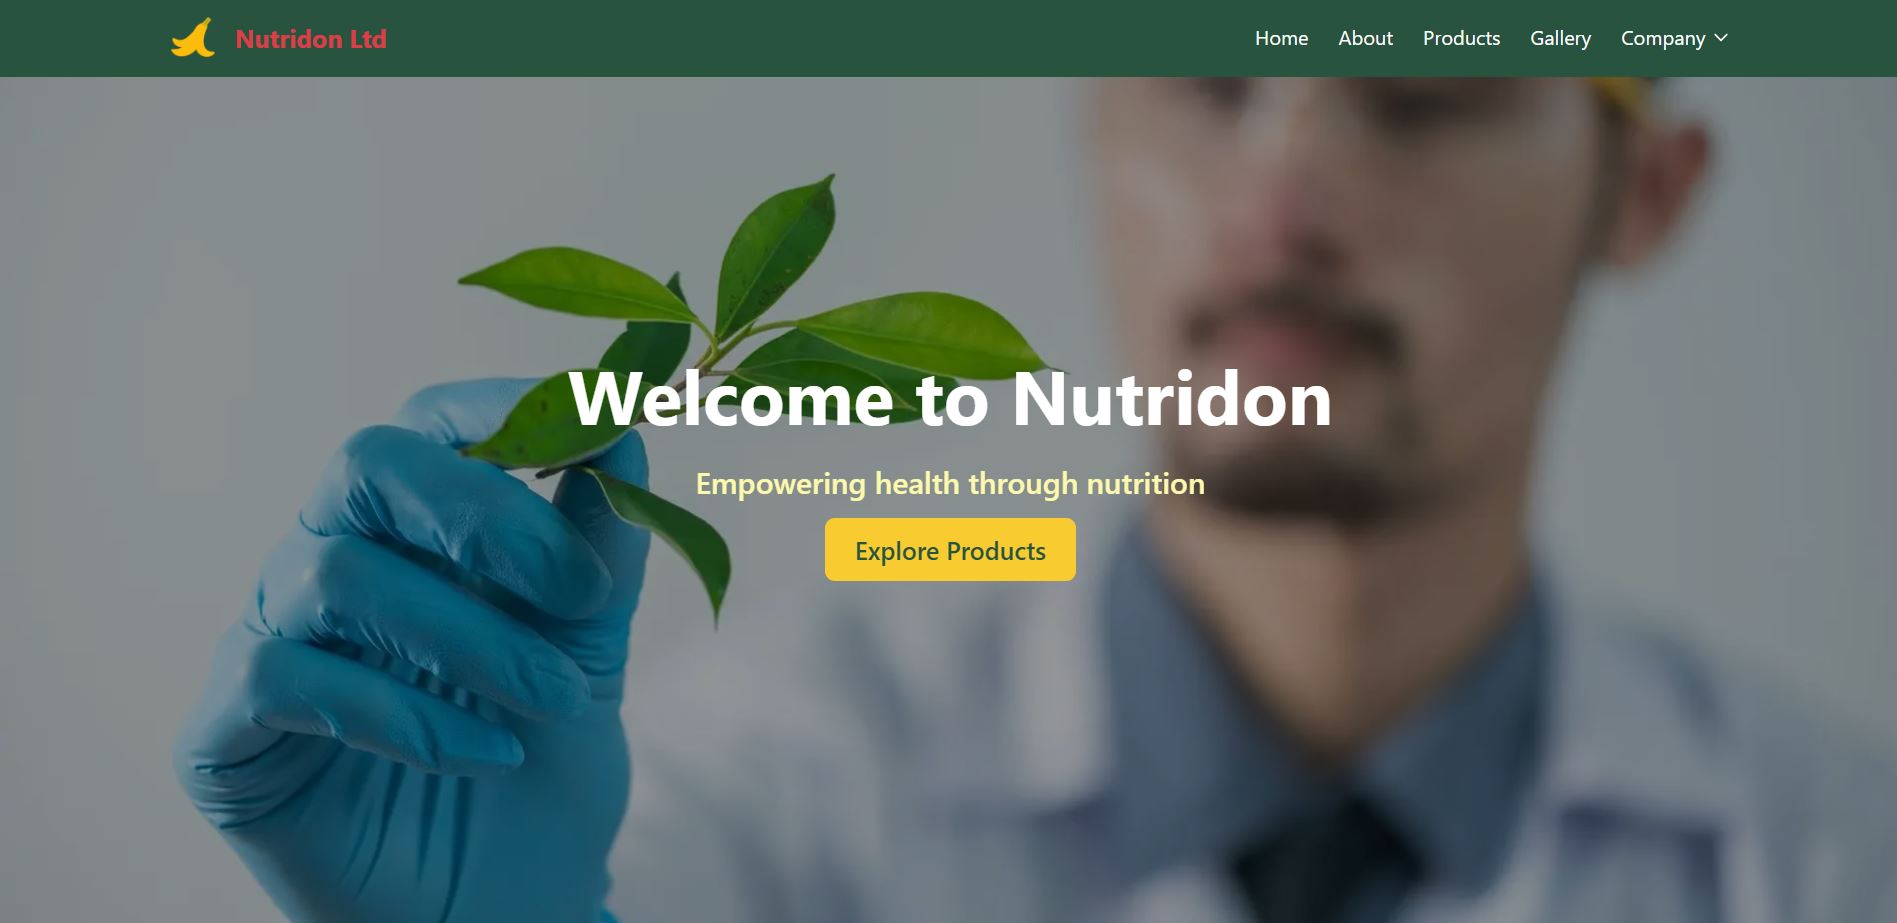 Nutridon Ltd
Home About Products Gallery Company
Welcome to Nutridon
Empowering health through nutrition
Explore Products